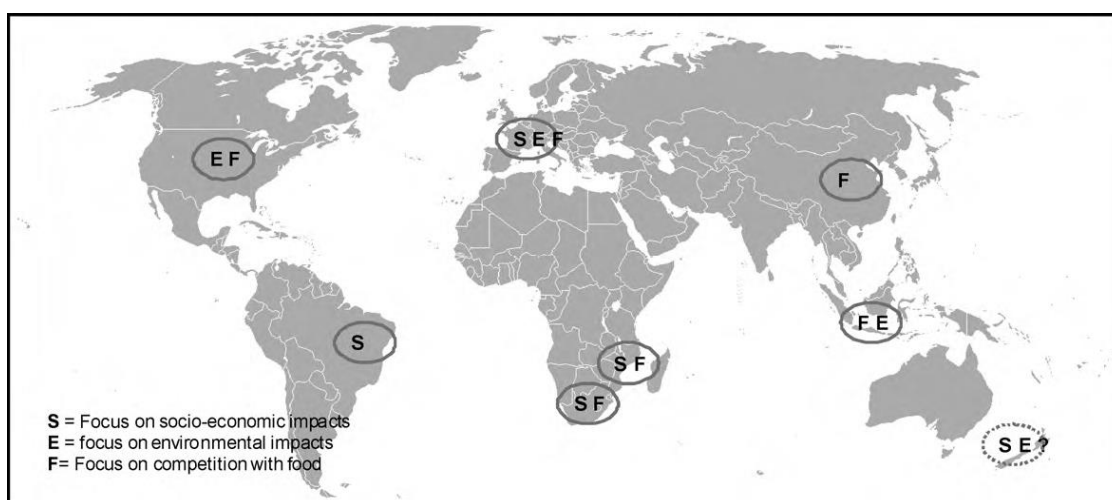 S E F
E F
F
F E
S
S F
S F
S = Focus on socio-economic impacts
E = focus on environmental impacts
F= Focus on competition with food
S E ?